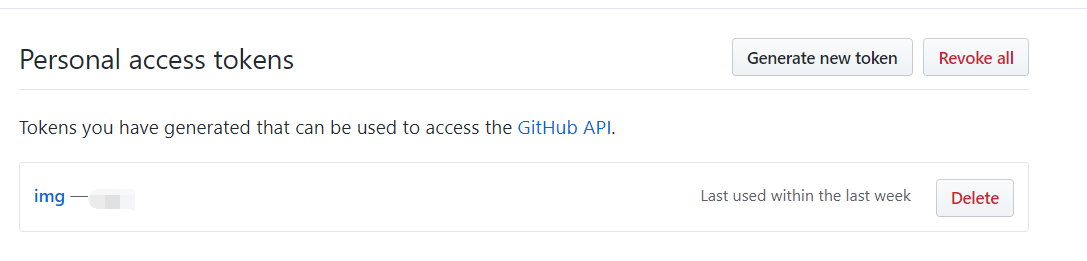 Personal access tokens Generate new token Revoke all
Tokens you have generated that can be used to access the GitHub API.
img — Last used within the last week Delete